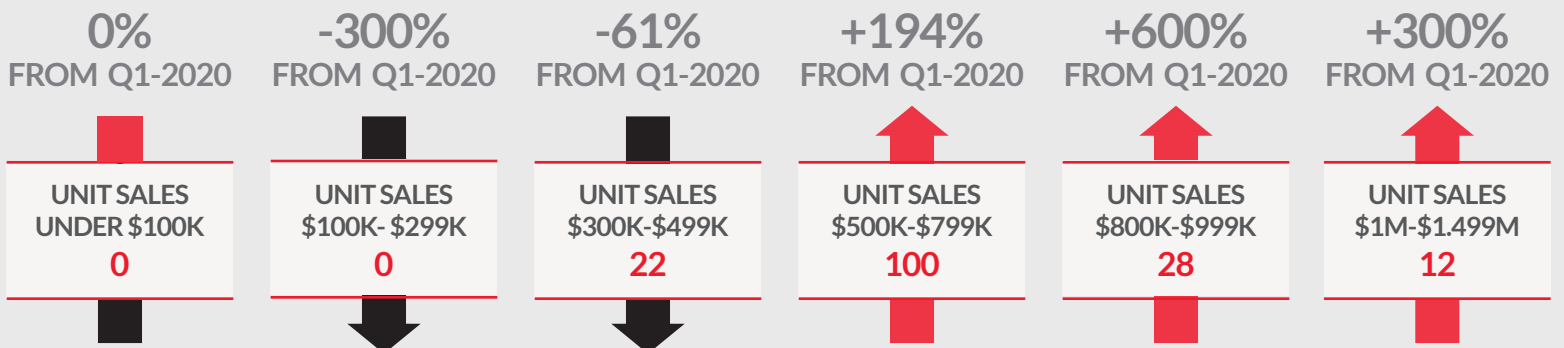 0%
FROM Q1-2020
UNIT SALES
UNDER $100K
0
-300%
FROM Q1-2020
UNIT SALES
$100K- $299K
0
-61%
FROM Q1-2020
UNIT SALES
$300K-$499K
22
+194%
FROM Q1-2020
UNIT SALES
$500K-$799K
100
+600%
FROM Q1-2020
UNIT SALES
$800K-$999K
28
+300%
FROM Q1-2020
UNIT SALES
$1M-$1.499M
12